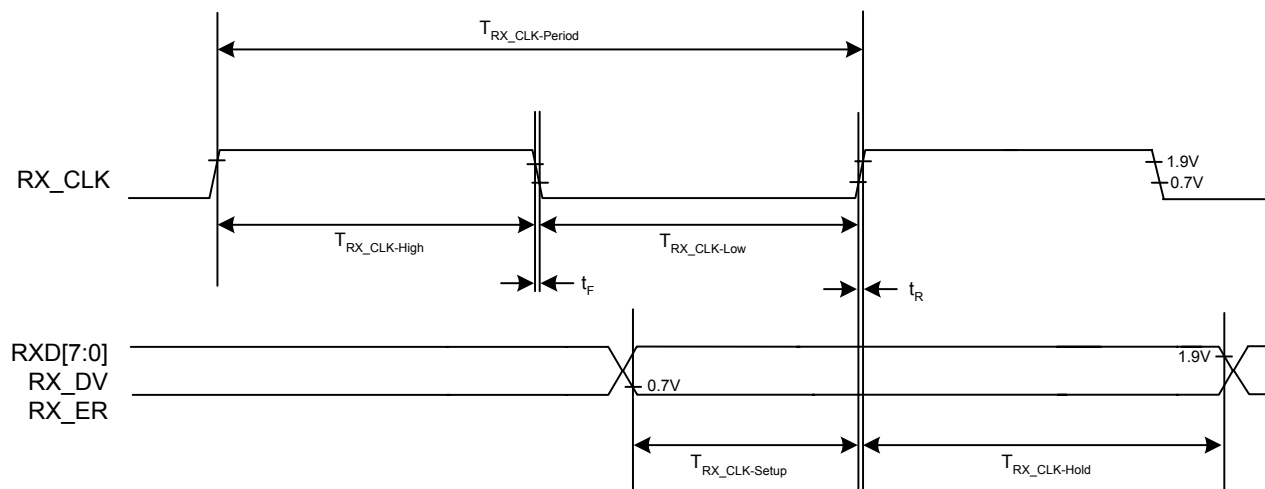 T_RX_CLK-Period
RX_CLK
1.9V
0.7V
T_RX_CLK-High
T_RX_CLK-Low
t_F
t_R
RXD[7:0]
RX_DV
RX_ER
0.7V
1.9V
T_RX_CLK-Setup
T_RX_CLK-Hold